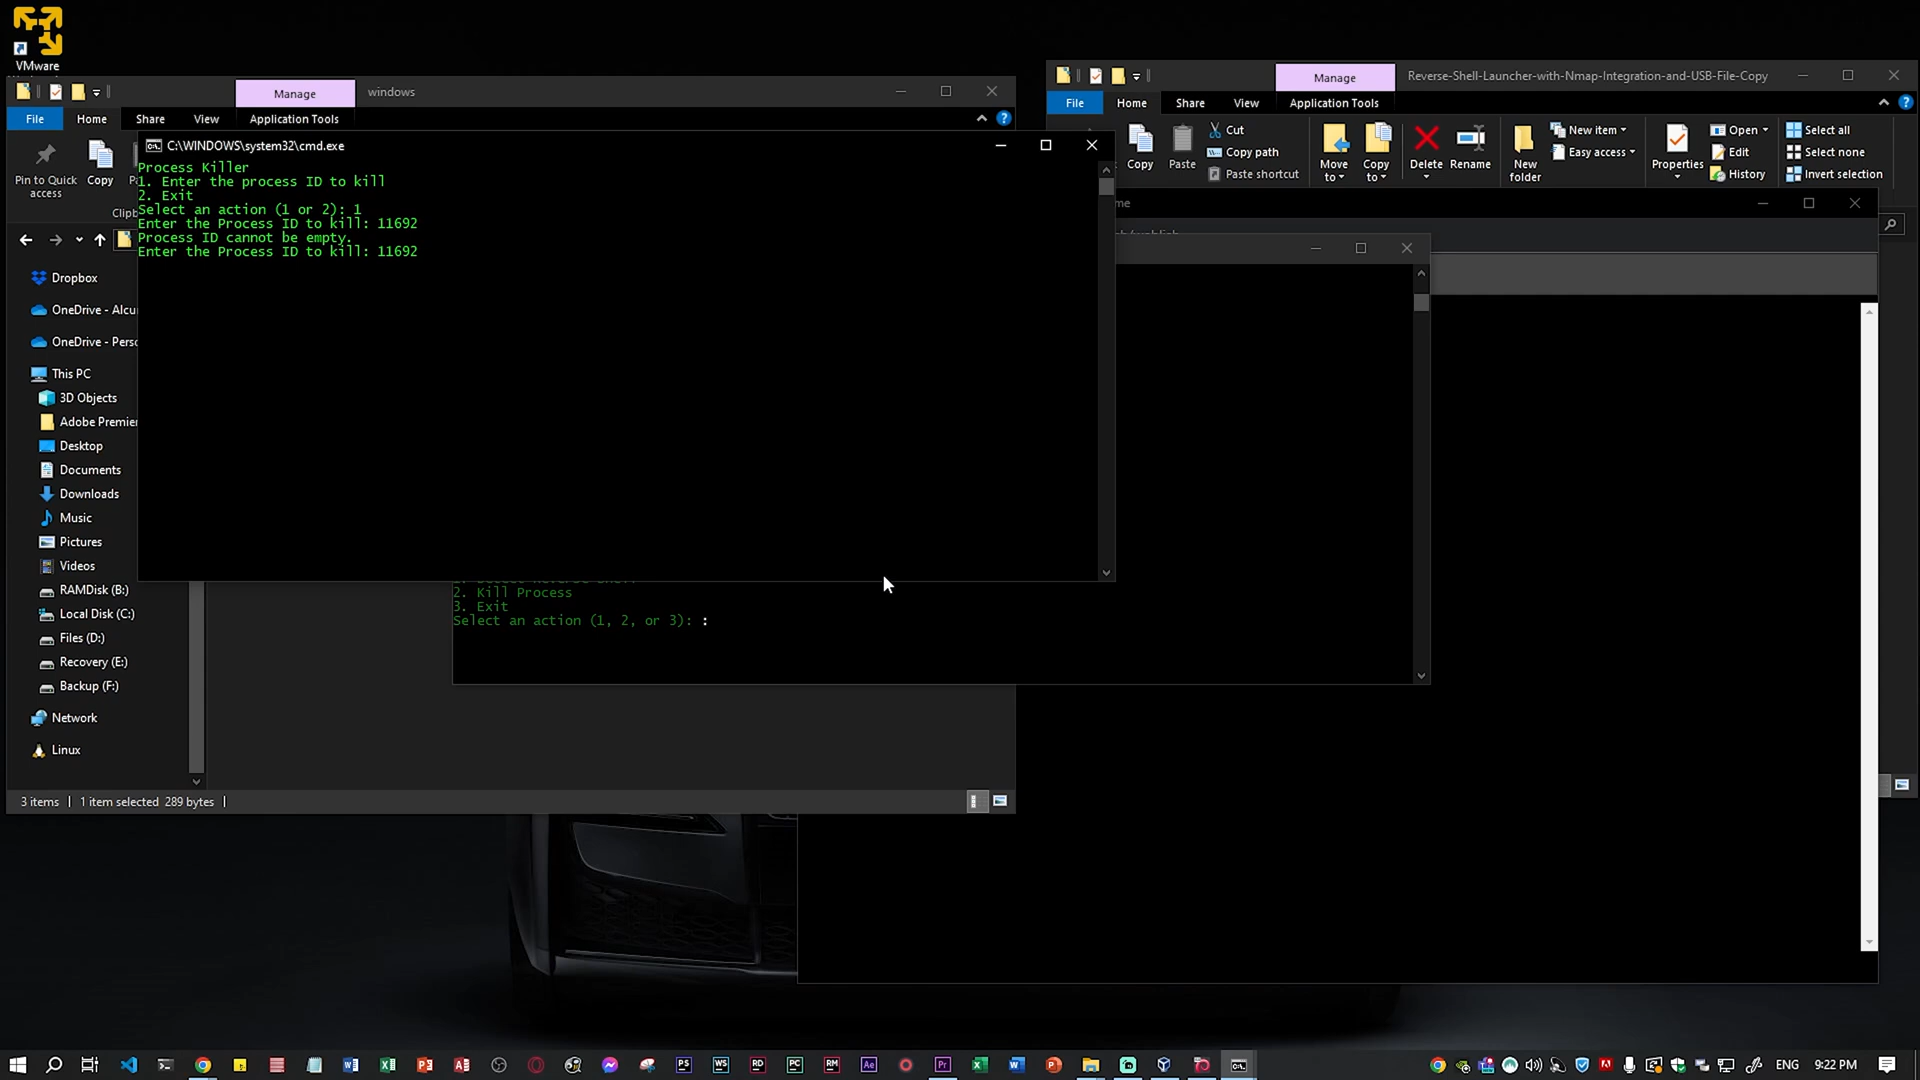 VMware
Manage
windows
File
Home
Share
View
Application Tools
Pin to Quick
access
Copy
C:\WINDOWS\system32\cmd.exe
Process Killer
1. Enter the process ID to kill
2. Exit
Select an action (1 or 2): 1
Enter the Process ID to kill: 11692
Process ID cannot be empty.
Enter the Process ID to kill: 11692
Dropbox
OneDrive - Alcu
OneDrive - Perso
This PC
3D Objects
Adobe Premier
Desktop
Documents
Downloads
Music
Pictures
Videos
RAMDisk (B:)
Local Disk (C:)
Files (D:)
Recovery (E:)
Backup (F:)
Network
Linux
3 items
1 item selected 289 bytes
2. Kill Process
3. Exit
Select an action (1, 2, or 3): :
Manage
Reverse-Shell-Launcher-with-Nmap-Integration-and-USB-File-Copy
File
Home
Share
View
Application Tools
Copy
Paste
Cut
Copy path
Paste shortcut
Move
to
Copy
to
Delete
Rename
New
folder
New item
Easy access
Properties
Open
Edit
History
Select all
Select none
Invert selection
me
ENG
9:22 PM